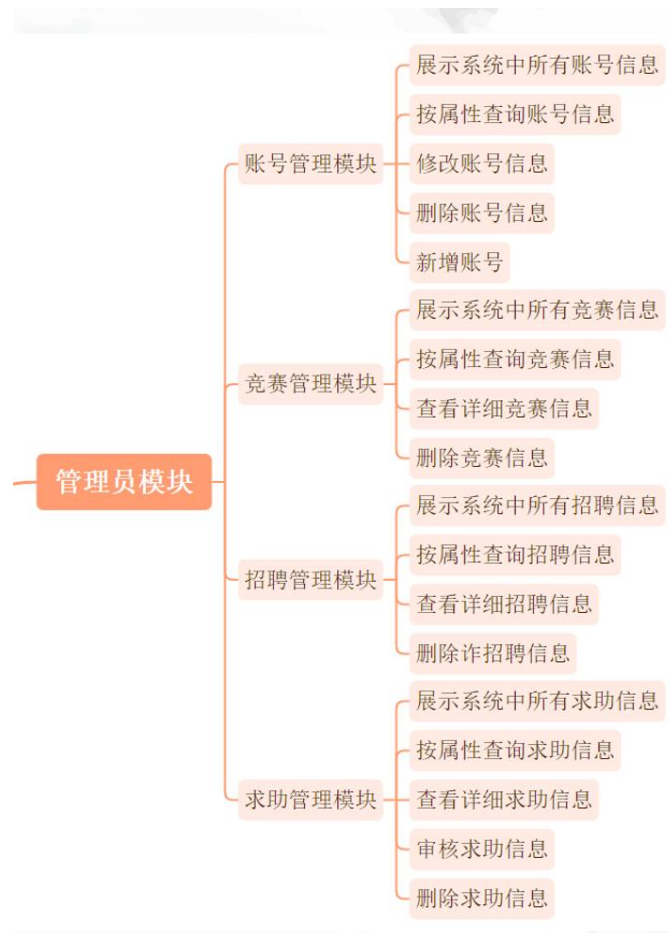 管理员模块
账号管理模块
展示系统中所有账号信息
按属性查询账号信息
修改账号信息
删除账号信息
新增账号
竞赛管理模块
展示系统中所有竞赛信息
按属性查询竞赛信息
查看详细竞赛信息
删除竞赛信息
招聘管理模块
展示系统中所有招聘信息
按属性查询招聘信息
查看详细招聘信息
删除诈招聘信息
求助管理模块
展示系统中所有求助信息
按属性查询求助信息
查看详细求助信息
审核求助信息
删除求助信息